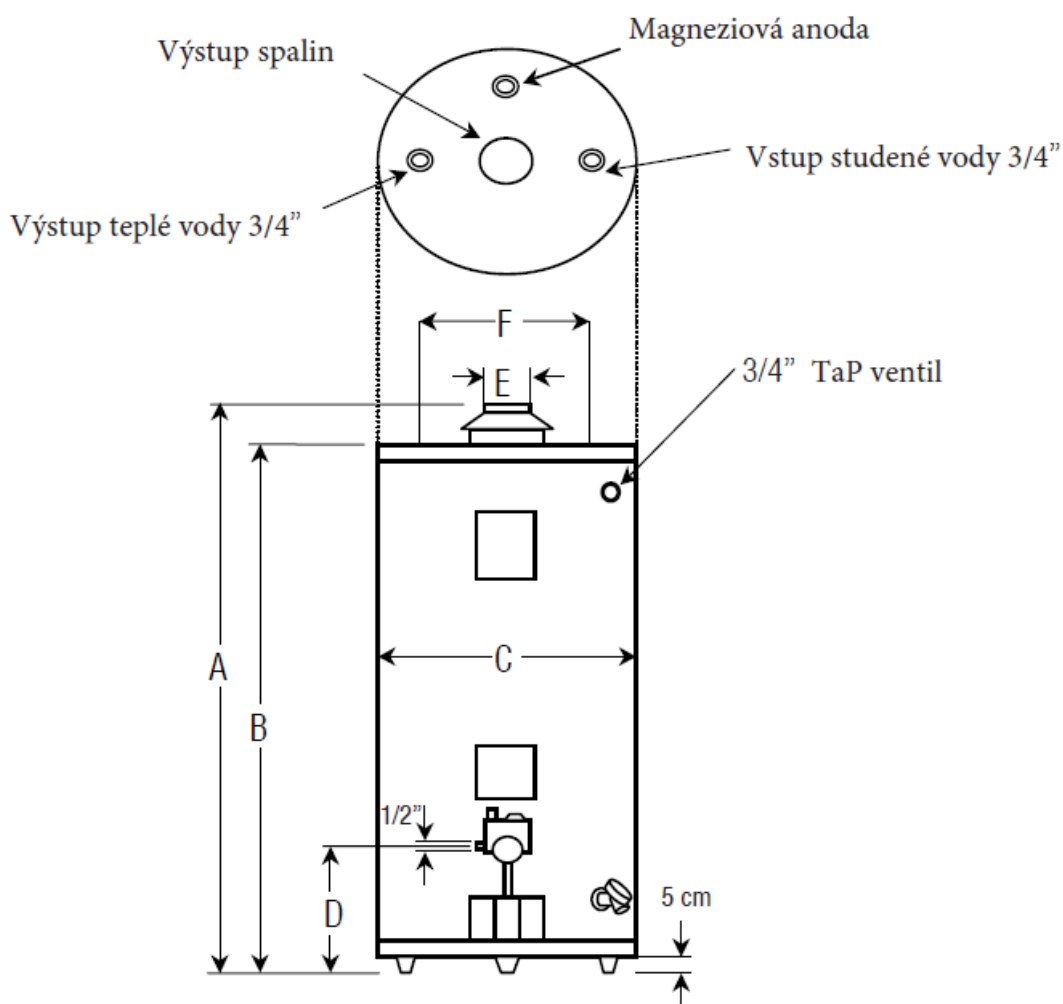 Magneziová anoda
Výstup spalin
Vstup studené vody 3/4”
Výstup teplé vody 3/4”
F
E
3/4” TaP ventil
A
C
B
1/2”
D
5 cm